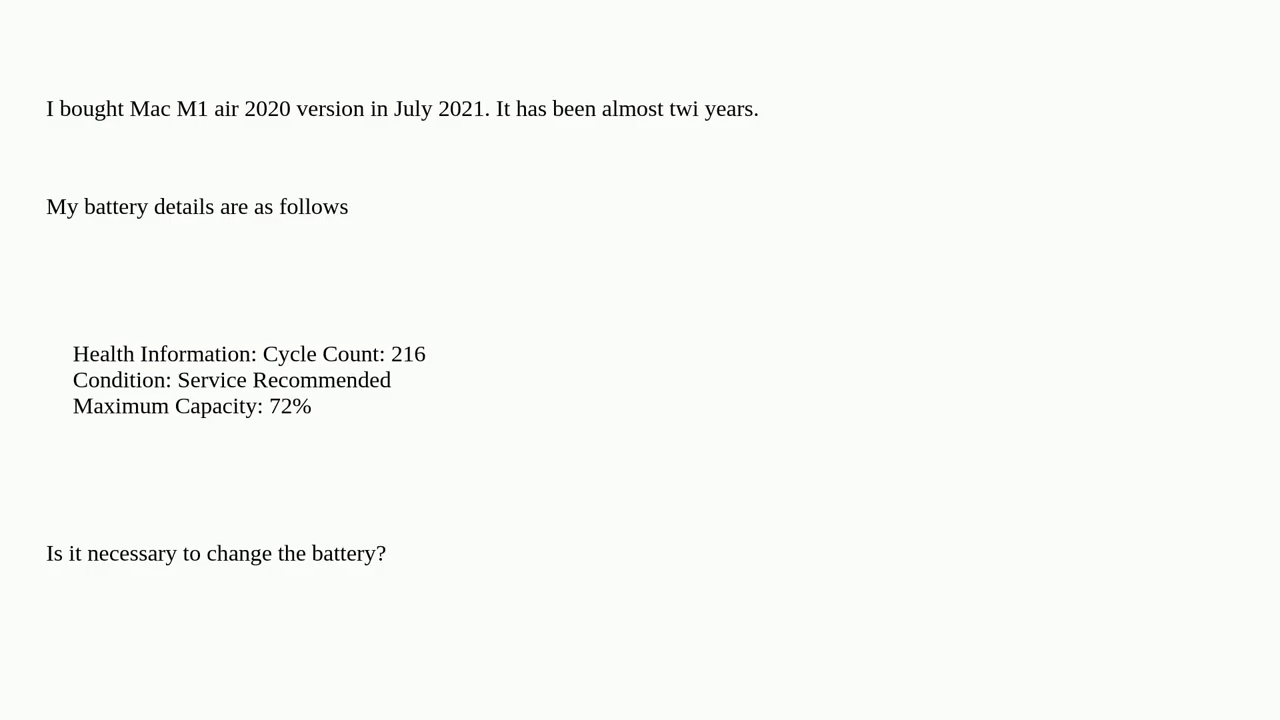 I bought Mac M1 air 2020 version in July 2021. It has been almost twi years.
My battery details are as follows
Health Information: Cycle Count: 216
Condition: Service Recommended
Maximum Capacity: 72%
Is it necessary to change the battery?